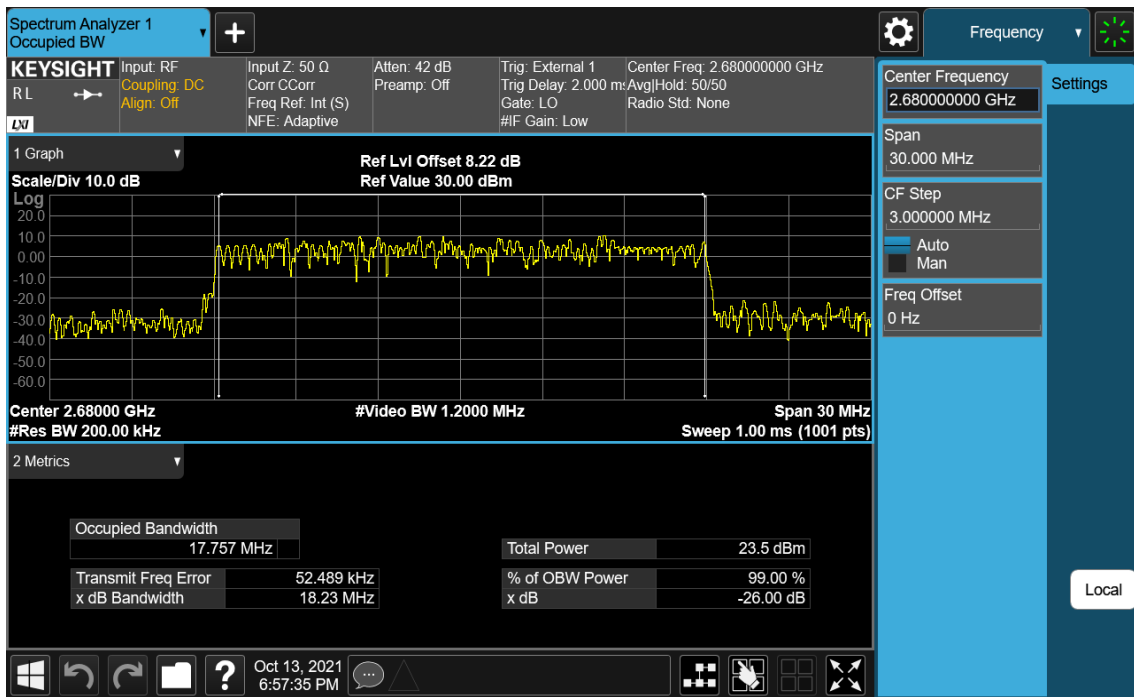 Spectrum Analyzer 1
Occupied BW
+
Frequency
KEYSIGHT
RL
LXI
Input: RF
Coupling: DC
Align: Off
Input Z: 50 Ω
Corr CCorr
Freq Ref: Int (S)
NFE: Adaptive
Atten: 42 dB
Preamp: Off
Trig: External 1
Trig Delay: 2.000 ms
Gate: LO
#IF Gain: Low
Center Freq: 2.680000000 GHz
Avg|Hold: 50/50
Radio Std: None
Center Frequency
2.680000000 GHz
Settings
Span
30.000 MHz
CF Step
3.000000 MHz
Auto
Man
Freq Offset
0 Hz
Local
1 Graph
Scale/Div 10.0 dB
Ref Lvl Offset 8.22 dB
Ref Value 30.00 dBm
Log
20.0
10.0
0.00
-10.0
-20.0
-30.0
-40.0
-50.0
-60.0
Center 2.68000 GHz
#Video BW 1.2000 MHz
Span 30 MHz
#Res BW 200.00 kHz
Sweep 1.00 ms (1001 pts)
2 Metrics
Occupied Bandwidth
17.757 MHz
Total Power 23.5 dBm
Transmit Freq Error 52.489 kHz
% of OBW Power 99.00 %
x dB Bandwidth 18.23 MHz
x dB -26.00 dB
?
Oct 13, 2021
6:57:35 PM